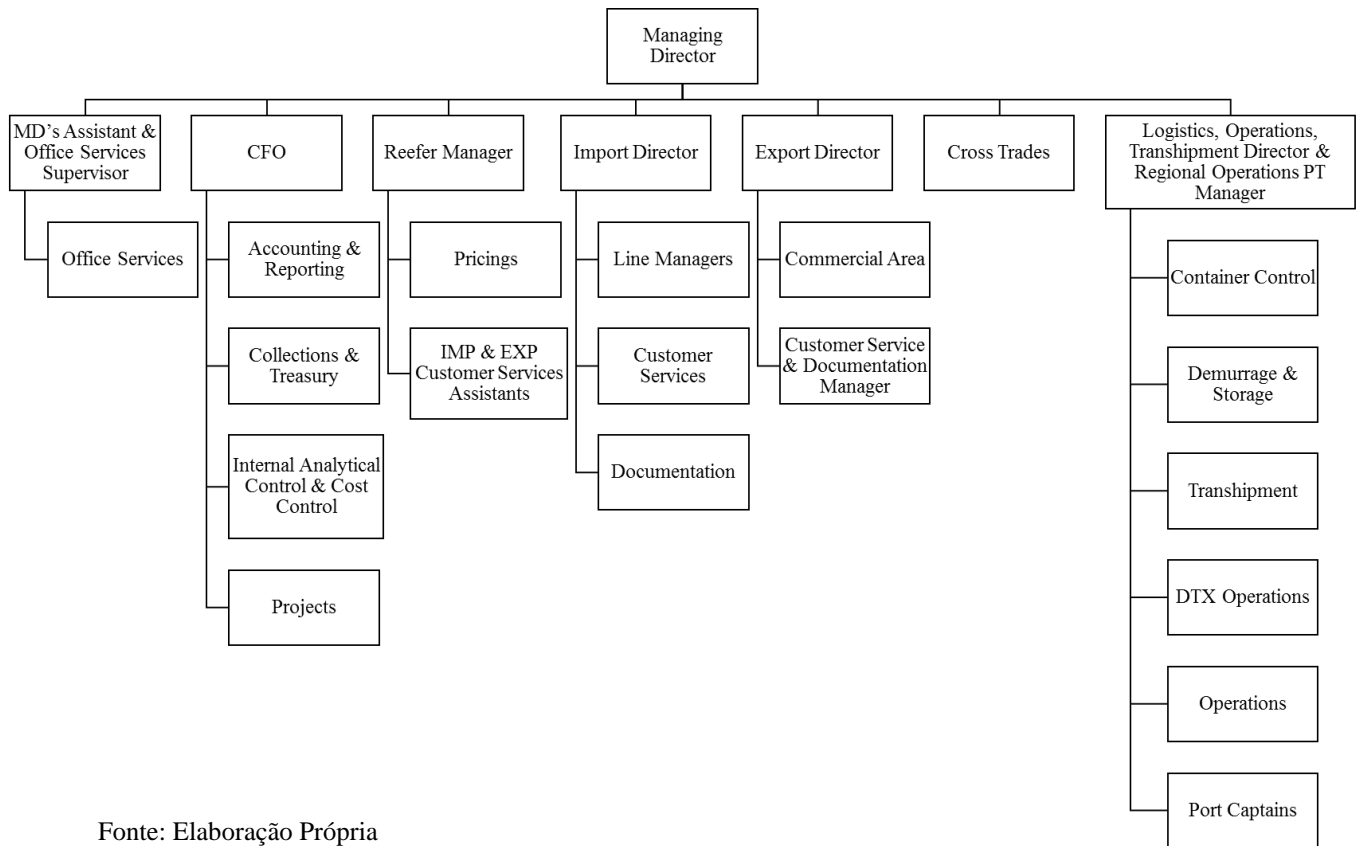 Managing
Director
MD’s Assistant &
Office Services
Supervisor
CFO
Reefer Manager
Import Director
Export Director
Cross Trades
Logistics, Operations,
Transhipment Director &
Regional Operations PT
Manager
Office Services
Accounting &
Reporting
Collections &
Treasury
Internal Analytical
Control & Cost
Control
Projects
Pricings
IMP & EXP
Customer Services
Assistants
Line Managers
Customer
Services
Documentation
Commercial Area
Customer Service
& Documentation
Manager
Container Control
Demurrage &
Storage
Transhipment
DTX Operations
Operations
Port Captains
Fonte: Elaboração Própria